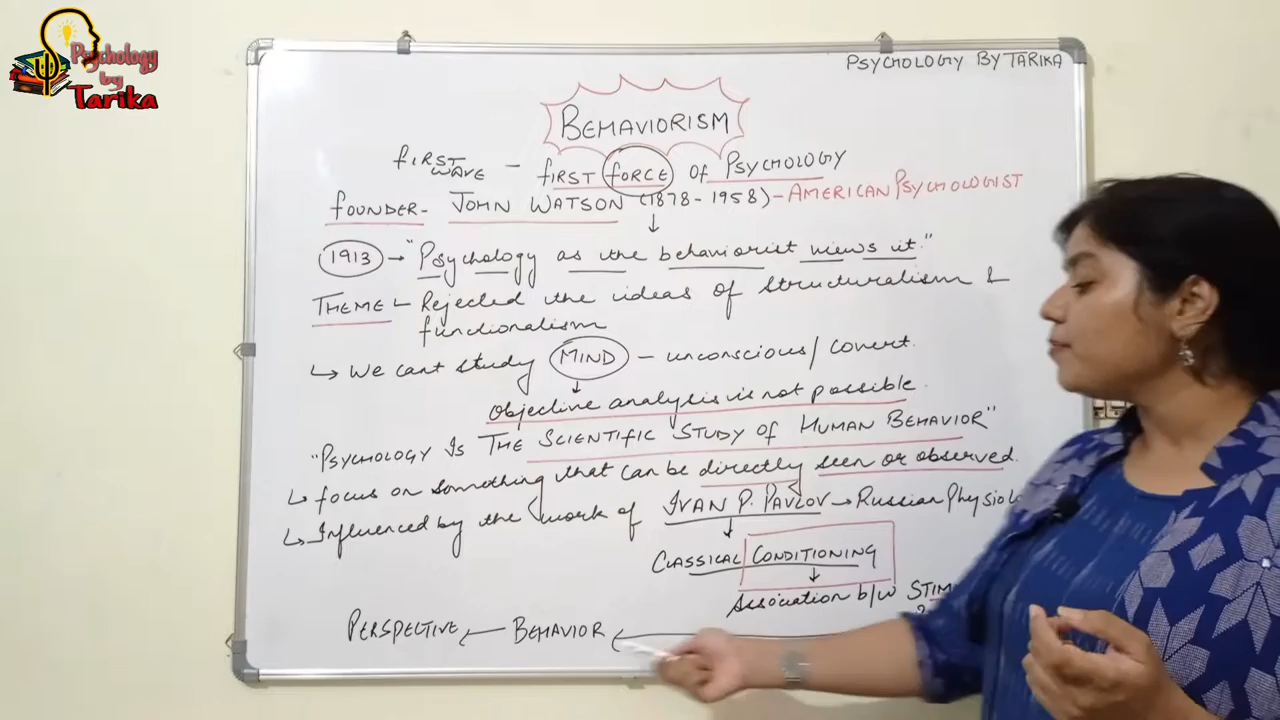 Psychology
by
Tarika
PSYCHOLOGY BY TARIKA
BEHAVIORISM
FIRST WAVE - FIRST FORCE OF PSYCHOLOGY
FOUNDER- JOHN WATSON (1878 - 1958) - AMERICAN PSYCHOLOGIST
1913 → "Psychology as the behaviorist views it."
THEME - Rejected the ideas of structuralism &
functionalism
↳ We cant study MIND - unconscious/ covert.
↓
Objective analysis is not possible.
"PSYCHOLOGY IS THE SCIENTIFIC STUDY OF HUMAN BEHAVIOR"
↳ focus on something that can be directly seen or observed.
↳ Influenced by the work of IVAN P. PAVLOV → Russian
CLASSICAL CONDITIONING
↓
Association b/w
PERSPECTIVE ← BEHAVIOR ←